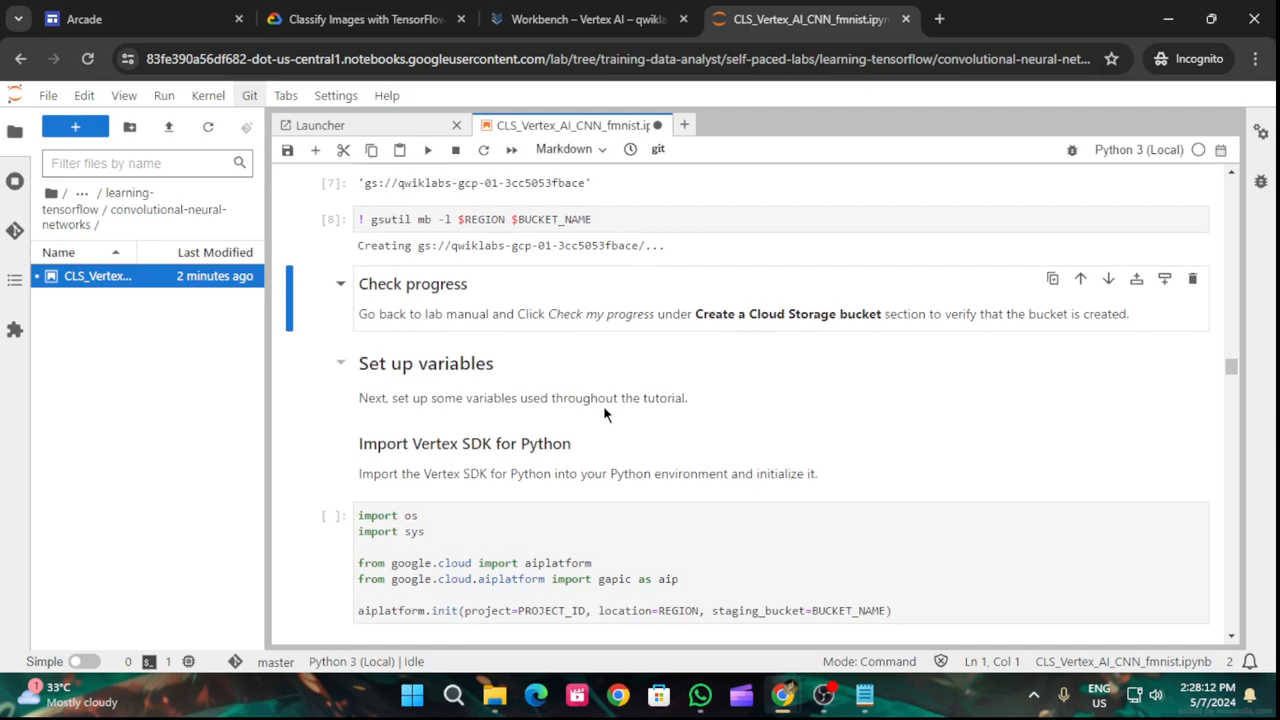 Arcade
Classify Images with TensorFlow
Workbench – Vertex AI – qwikla
CLS_Vertex_AI_CNN_fmnist.ipyn
83fe390a56df682-dot-us-central1.notebooks.googleusercontent.com/lab/tree/training-data-analyst/self-paced-labs/learning-tensorflow/convolutional-neural-net...
Incognito
File Edit View Run Kernel Git Tabs Settings Help
Launcher
CLS_Vertex_AI_CNN_fmnist.ip
Markdown
git
Python 3 (Local)
Filter files by name
/ ... / learning-
tensorflow / convolutional-neural-
networks /
Name Last Modified
CLS_Vertex... 2 minutes ago
[7]: 'gs://qwiklabs-gcp-01-3cc5053fbace'
[8]: ! gsutil mb -l $REGION $BUCKET_NAME
Creating gs://qwiklabs-gcp-01-3cc5053fbace/...
Check progress
Go back to lab manual and Click Check my progress under Create a Cloud Storage bucket section to verify that the bucket is created.
Set up variables
Next, set up some variables used throughout the tutorial.
Import Vertex SDK for Python
Import the Vertex SDK for Python into your Python environment and initialize it.
[ ]: import os
import sys
from google.cloud import aiplatform
from google.cloud.aiplatform import gapic as aip
aiplatform.init(project=PROJECT_ID, location=REGION, staging_bucket=BUCKET_NAME)
Simple 0 1 master Python 3 (Local) | Idle Mode: Command Ln 1, Col 1 CLS_Vertex_AI_CNN_fmnist.ipynb 2
1
33°C
Mostly cloudy
ENG
US
2:28:12 PM
5/7/2024